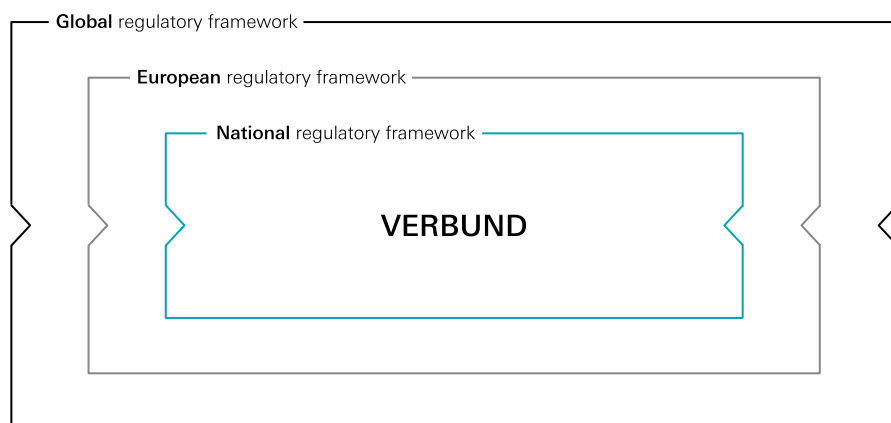 Global regulatory framework
European regulatory framework
National regulatory framework
VERBUND